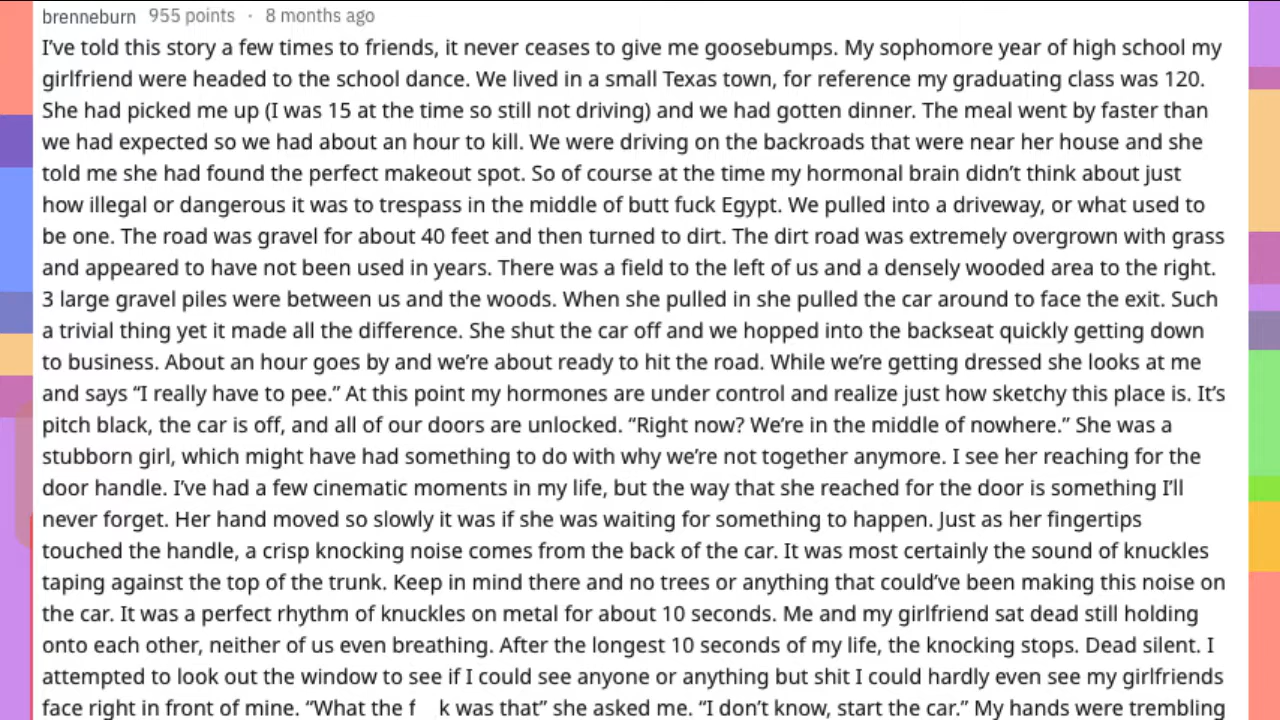 brenneburn 955 points · 8 months ago
I’ve told this story a few times to friends, it never ceases to give me goosebumps. My sophomore year of high school my
girlfriend were headed to the school dance. We lived in a small Texas town, for reference my graduating class was 120.
She had picked me up (I was 15 at the time so still not driving) and we had gotten dinner. The meal went by faster than
we had expected so we had about an hour to kill. We were driving on the backroads that were near her house and she
told me she had found the perfect makeout spot. So of course at the time my hormonal brain didn’t think about just
how illegal or dangerous it was to trespass in the middle of butt fuck Egypt. We pulled into a driveway, or what used to
be one. The road was gravel for about 40 feet and then turned to dirt. The dirt road was extremely overgrown with grass
and appeared to have not been used in years. There was a field to the left of us and a densely wooded area to the right.
3 large gravel piles were between us and the woods. When she pulled in she pulled the car around to face the exit. Such
a trivial thing yet it made all the difference. She shut the car off and we hopped into the backseat quickly getting down
to business. About an hour goes by and we’re about ready to hit the road. While we’re getting dressed she looks at me
and says “I really have to pee.” At this point my hormones are under control and realize just how sketchy this place is. It’s
pitch black, the car is off, and all of our doors are unlocked. “Right now? We’re in the middle of nowhere.” She was a
stubborn girl, which might have had something to do with why we’re not together anymore. I see her reaching for the
door handle. I’ve had a few cinematic moments in my life, but the way that she reached for the door is something I’ll
never forget. Her hand moved so slowly it was if she was waiting for something to happen. Just as her fingertips
touched the handle, a crisp knocking noise comes from the back of the car. It was most certainly the sound of knuckles
taping against the top of the trunk. Keep in mind there and no trees or anything that could’ve been making this noise on
the car. It was a perfect rhythm of knuckles on metal for about 10 seconds. Me and my girlfriend sat dead still holding
onto each other, neither of us even breathing. After the longest 10 seconds of my life, the knocking stops. Dead silent. I
attempted to look out the window to see if I could see anyone or anything but shit I could hardly even see my girlfriends
face right in front of mine. “What the f k was that” she asked me. “I don’t know, start the car.” My hands were trembling